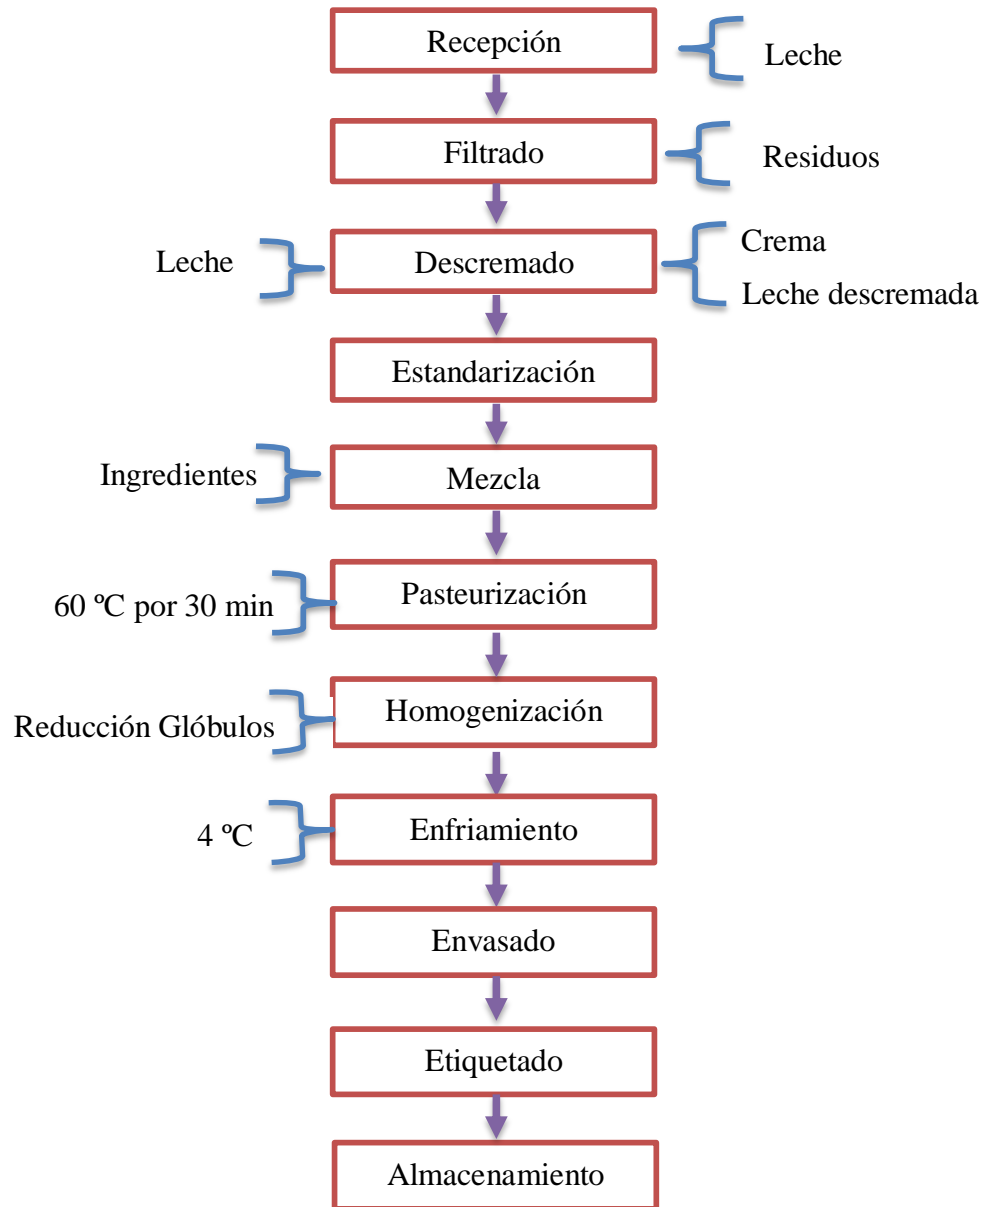 Recepción
Leche
Filtrado
Residuos
Leche
Descremado
Crema
Leche descremada
Estandarización
Ingredientes
Mezcla
60 ºC por 30 min
Pasteurización
Reducción Glóbulos
Homogenización
4 ºC
Enfriamiento
Envasado
Etiquetado
Almacenamiento